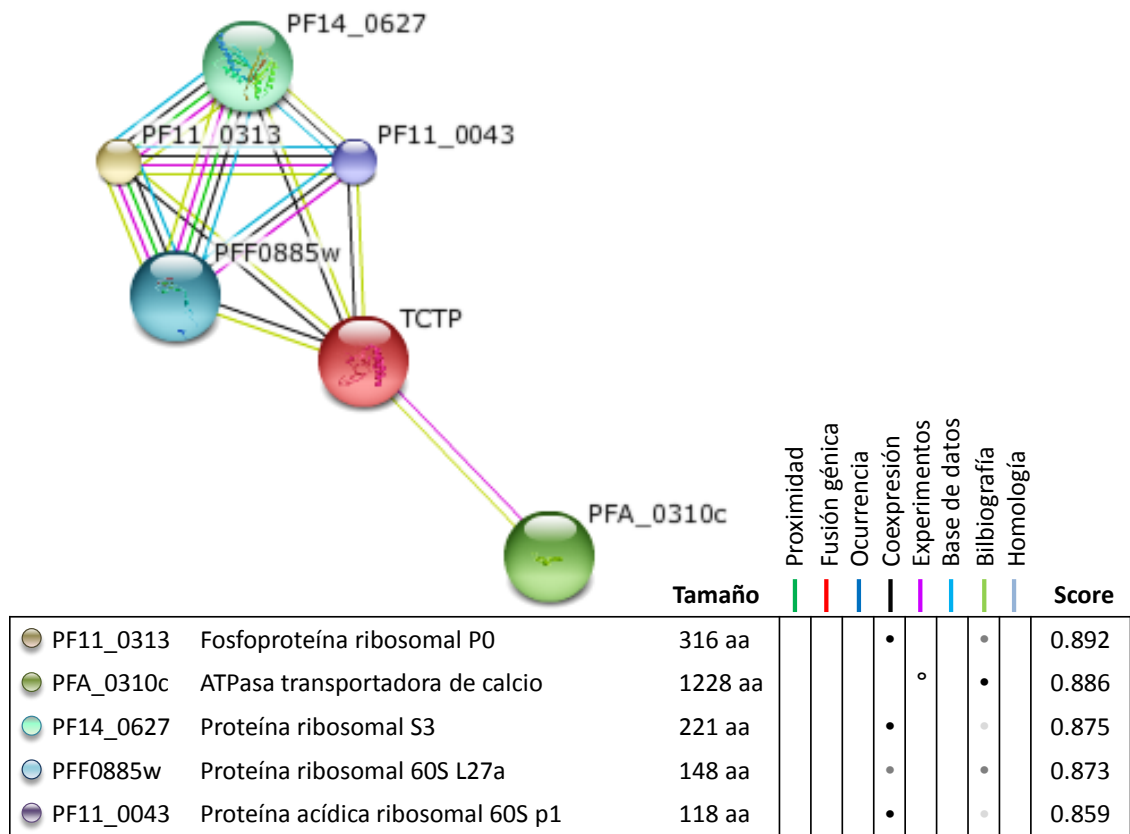 PF14_0627
PF11_0313
PF11_0043
PFF0885w
TCTP
PFA_0310c
Proximidad
Fusión génica
Ocurrencia
Coexpresión
Experimentos
Base de datos
Bilbiografía
Homología
Tamaño Score
PF11_0313 Fosfoproteína ribosomal P0 316 aa 0.892
PFA_0310c ATPasa transportadora de calcio 1228 aa 0.886
PF14_0627 Proteína ribosomal S3 221 aa 0.875
PFF0885w Proteína ribosomal 60S L27a 148 aa 0.873
PF11_0043 Proteína acídica ribosomal 60S p1 118 aa 0.859